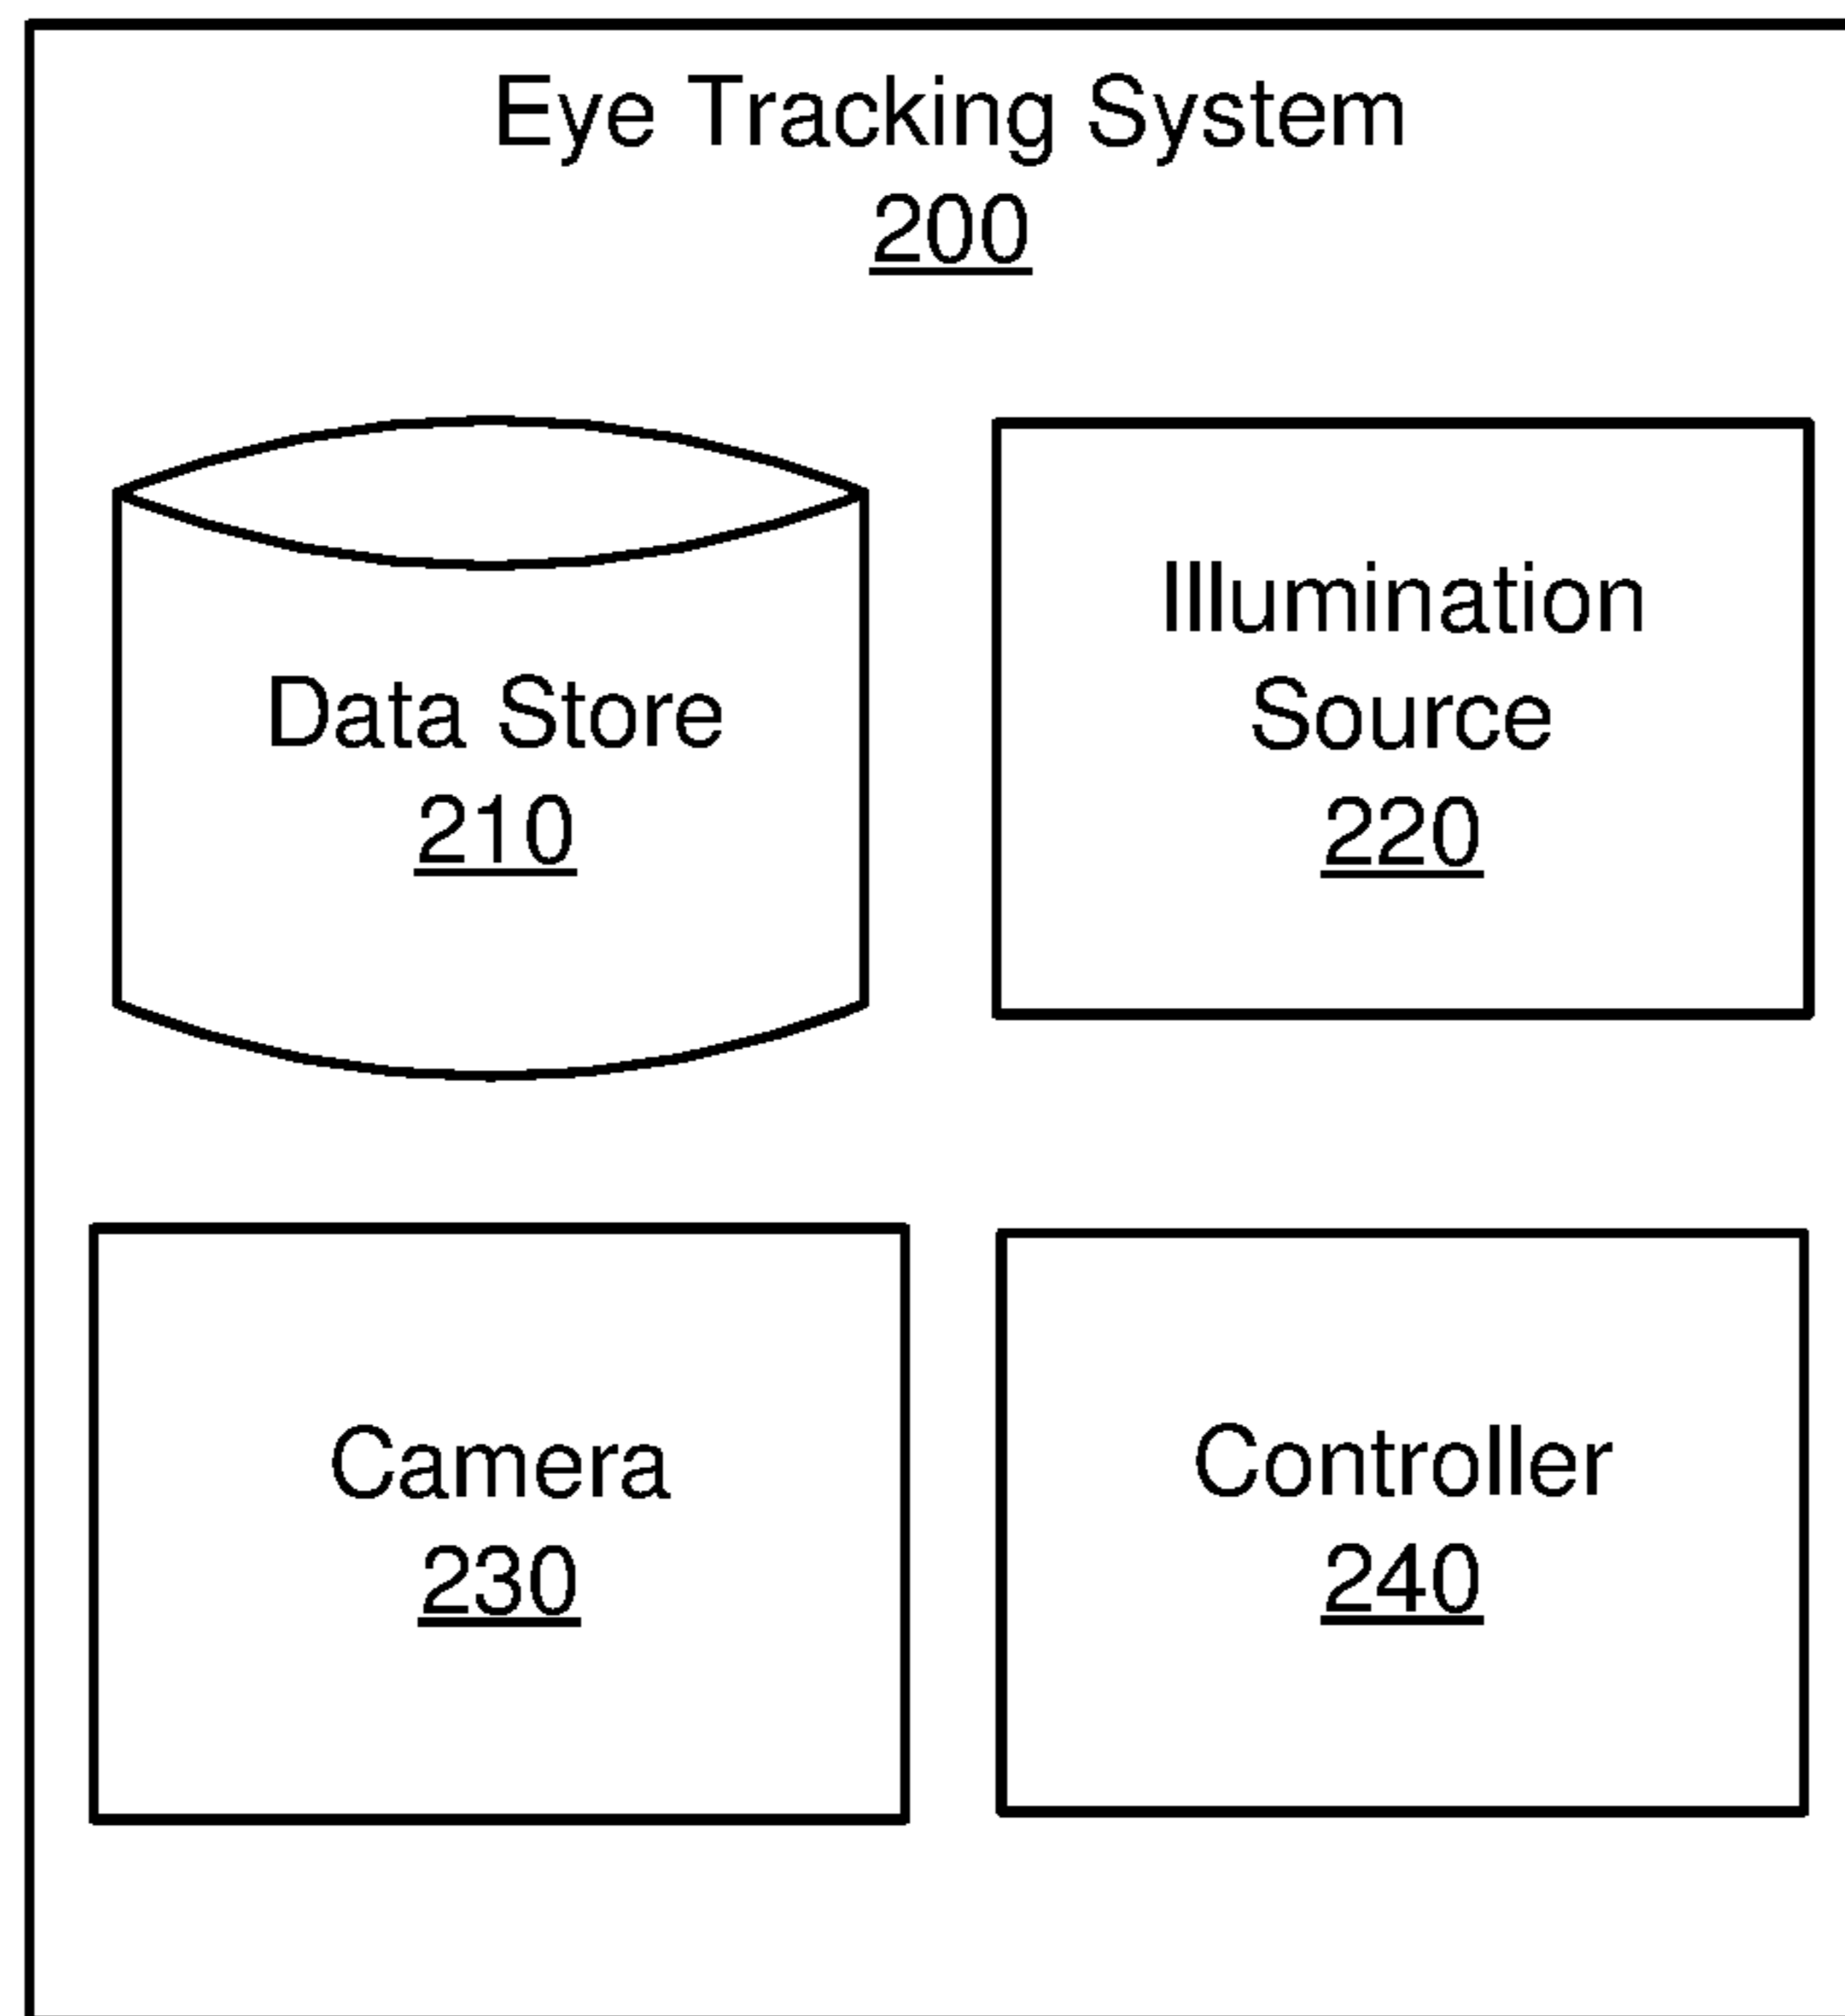 Eye Tracking System
200
Data Store
210
Illumination
Source
220
Camera
230
Controller
240